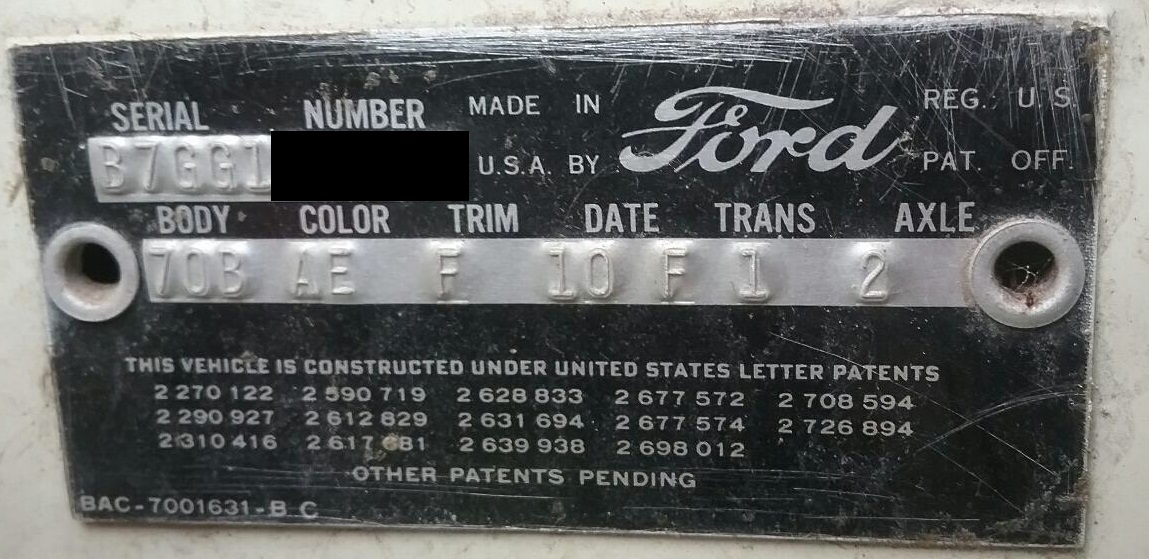 SERIAL NUMBER MADE IN Ford REG. U S
B7GG1 U.S.A. BY PAT. OFF.
BODY COLOR TRIM DATE TRANS AXLE
70B AE F 10 F 1 2
THIS VEHICLE IS CONSTRUCTED UNDER UNITED STATES LETTER PATENTS
2 270 122 2 590 719 2 628 833 2 677 572 2 708 594
2 290 927 2 612 829 2 631 694 2 677 574 2 726 894
2 310 416 2 617 681 2 639 938 2 698 012
OTHER PATENTS PENDING
BAC-7001631-B C